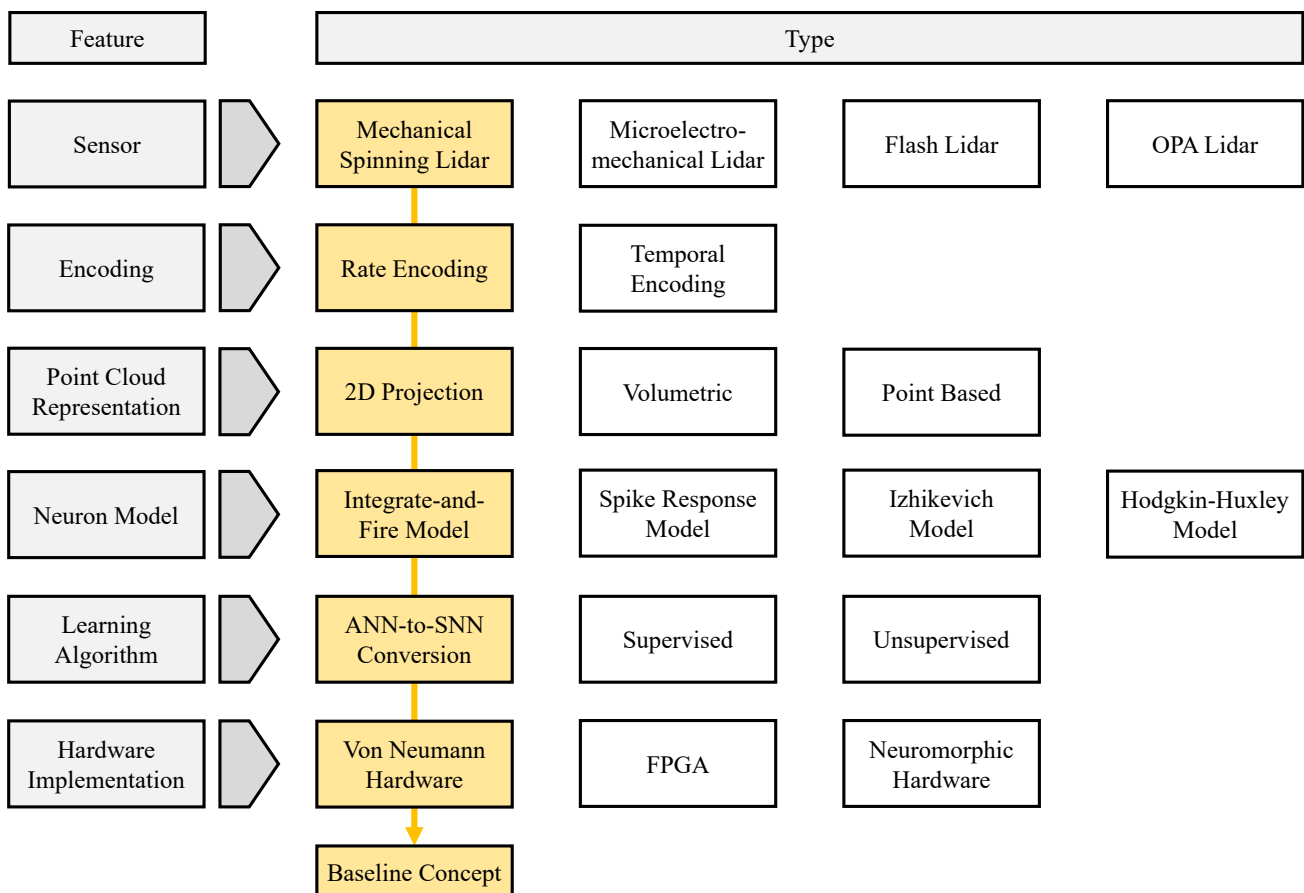 Feature
Type
Sensor
Mechanical
Spinning Lidar
Microelectro-
mechanical Lidar
Flash Lidar
OPA Lidar
Encoding
Rate Encoding
Temporal
Encoding
Point Cloud
Representation
2D Projection
Volumetric
Point Based
Neuron Model
Integrate-and-
Fire Model
Spike Response
Model
Izhikevich
Model
Hodgkin-Huxley
Model
Learning
Algorithm
ANN-to-SNN
Conversion
Supervised
Unsupervised
Hardware
Implementation
Von Neumann
Hardware
FPGA
Neuromorphic
Hardware
Baseline Concept